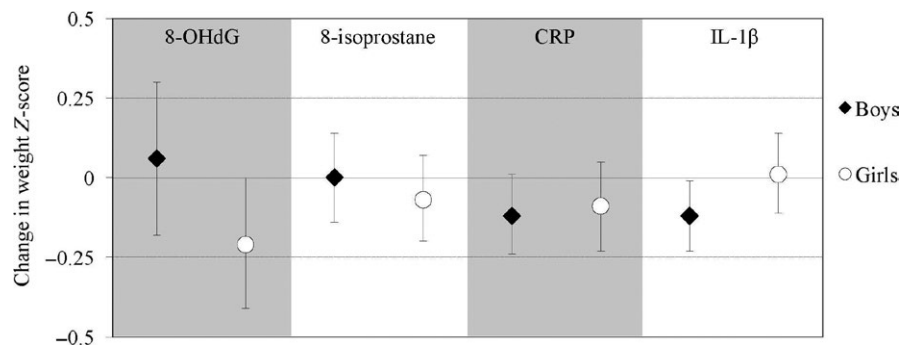 0.5
8-OHdG 8-isoprostane CRP IL-1β
0.25
Boys
0
Girls
−0.25
−0.5
Change in weight Z-score